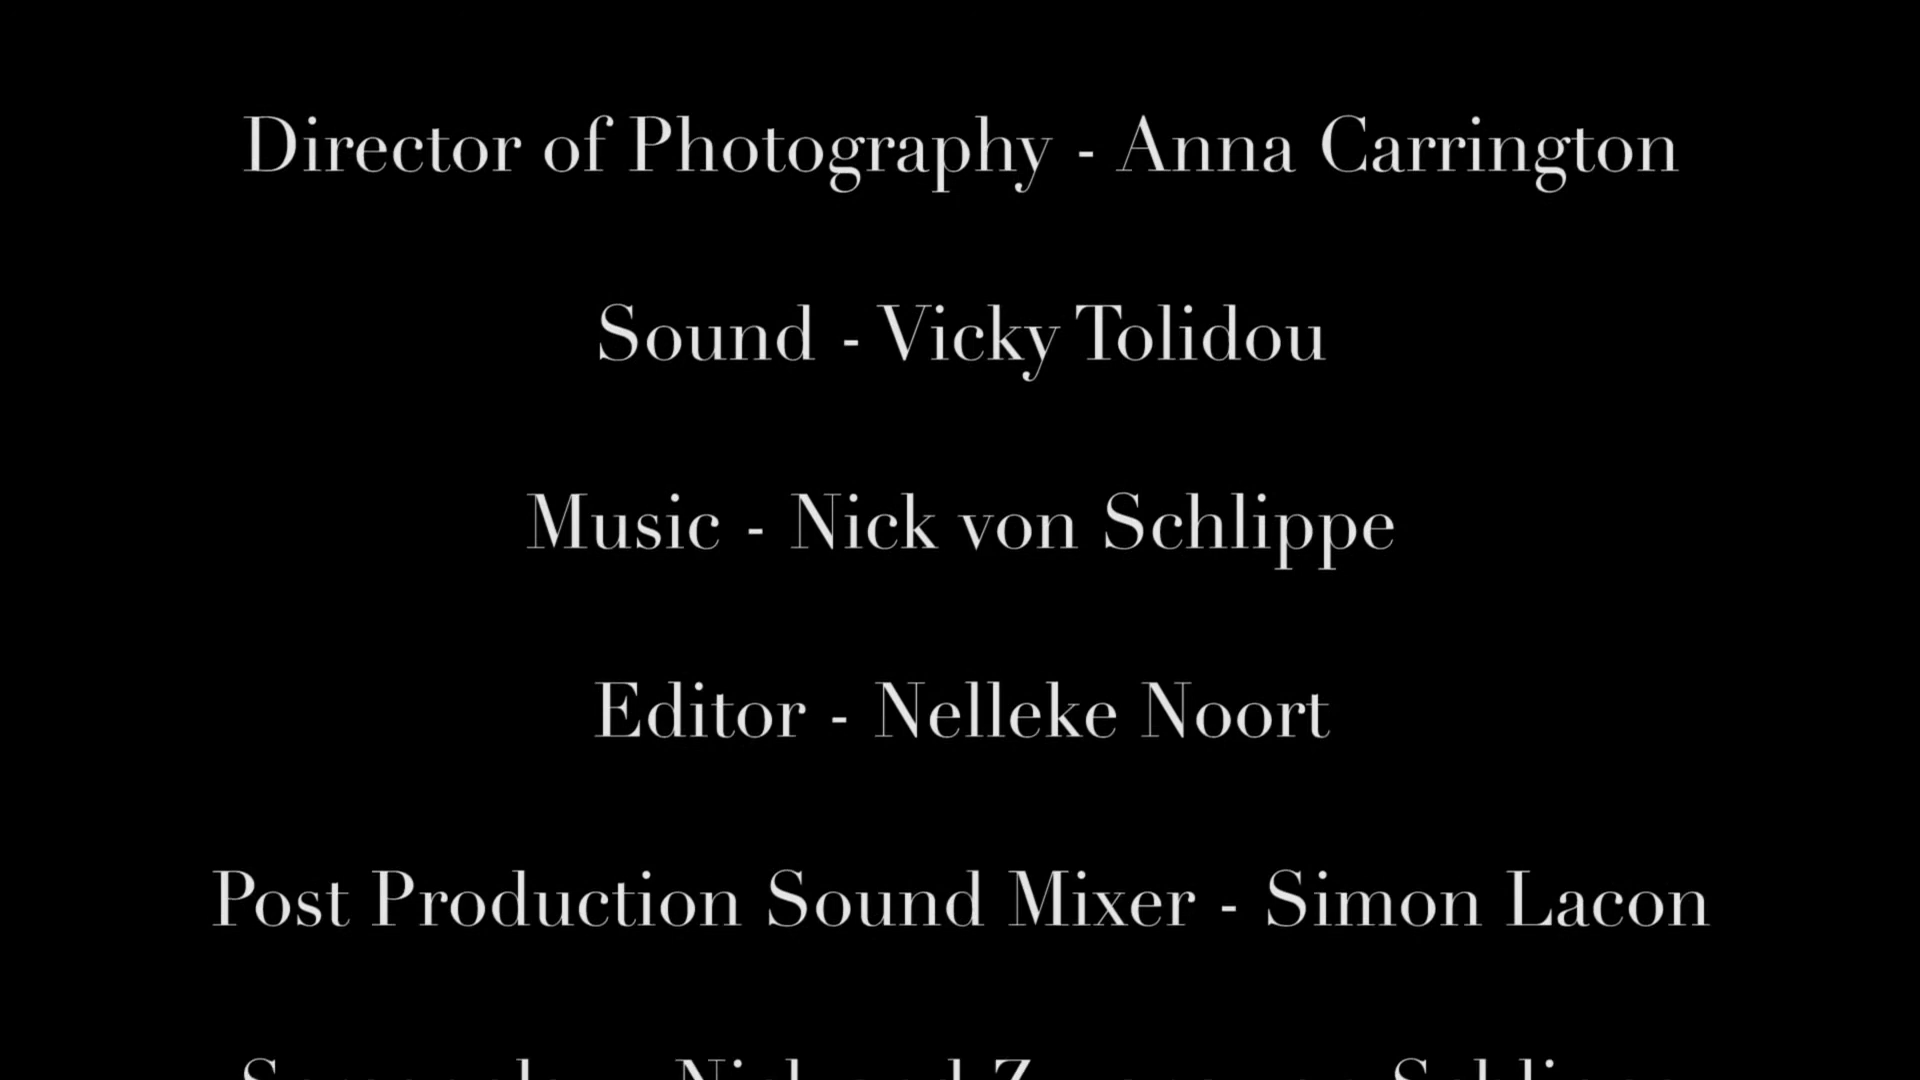 Director of Photography - Anna Carrington
Sound - Vicky Tolidou
Music - Nick von Schlippe
Editor - Nelleke Noort
Post Production Sound Mixer - Simon Lacon